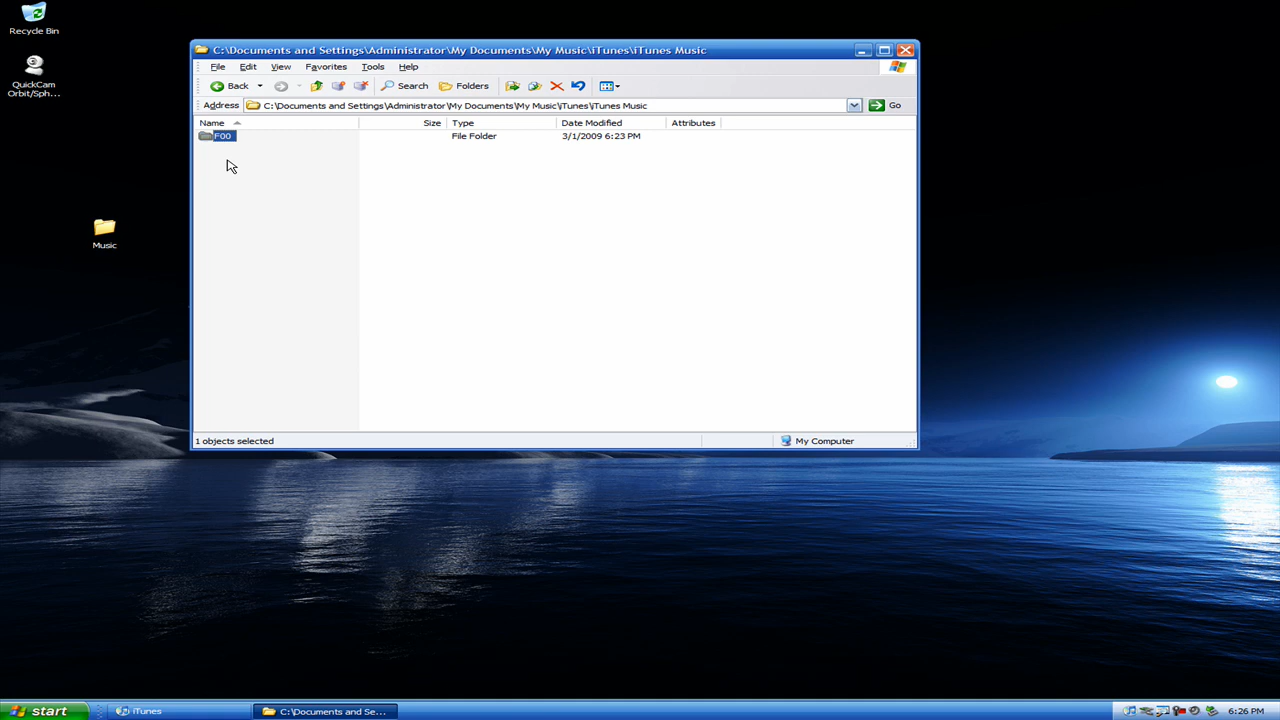 Recycle Bin
QuickCam
Orbit/Sph...
Music
C:\Documents and Settings\Administrator\My Documents\My Music\iTunes\iTunes Music
File Edit View Favorites Tools Help
Back Search Folders
Address C:\Documents and Settings\Administrator\My Documents\My Music\iTunes\iTunes Music Go
Name Size Type Date Modified Attributes
F00 File Folder 3/1/2009 6:23 PM
1 objects selected My Computer
start iTunes C:\Documents and Se... 6:26 PM